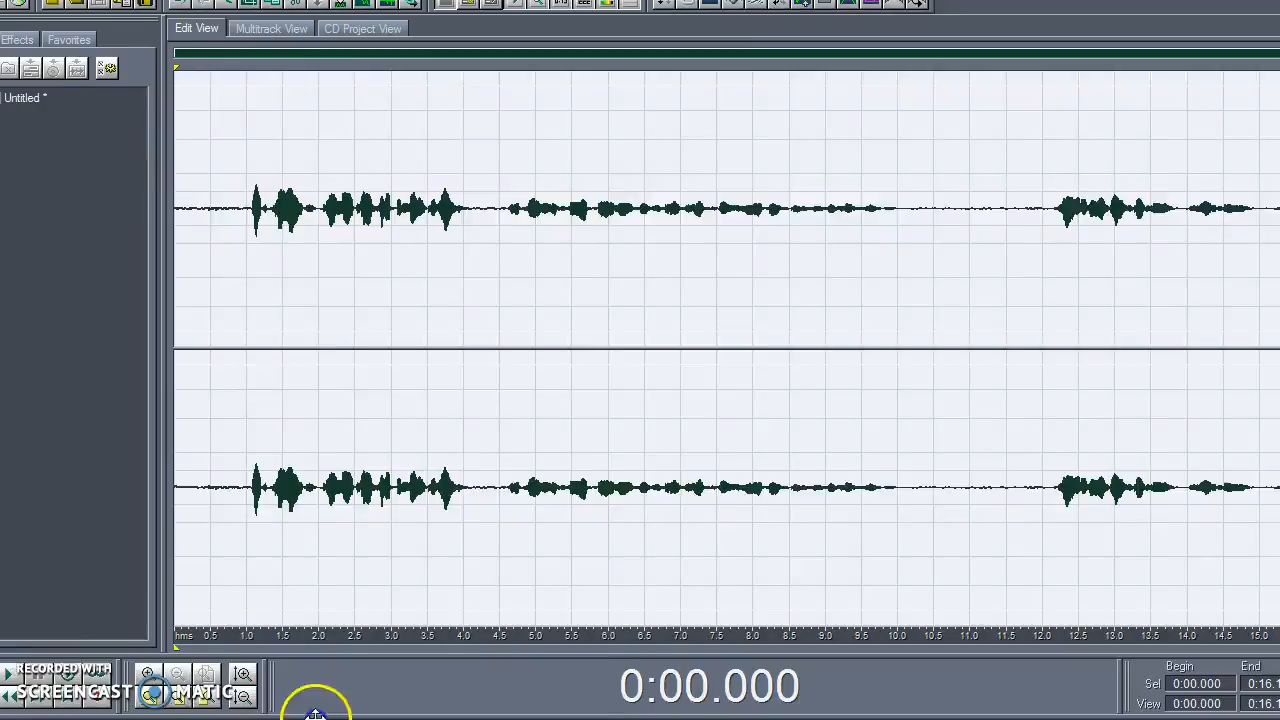 Edit View Multitrack View CD Project View
Effects Favorites
Untitled *
hms 0.5 1.0 1.5 2.0 2.5 3.0 3.5 4.0 4.5 5.0 5.5 6.0 6.5 7.0 7.5 8.0 8.5 9.0 9.5 10.0 10.5 11.0 11.5 12.0 12.5 13.0 13.5 14.0 14.5 15.0
RECORDED WITH
SCREENCAST MATIC
0:00.000
Begin End
Sel 0:00.000 0:16.1
View 0:00.000 0:16.1